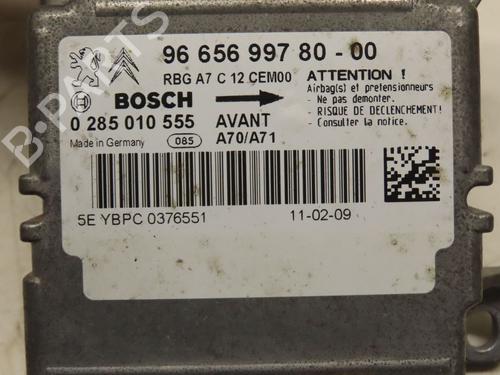 96 656 997 80 - 00
RBG A7 C 12 CEM00
ATTENTION !
Airbag(s) et pretensionneurs
- Ne pas demonter.
RISQUE DE DECLENCHEMENT!
- Consulter la notice.
BOSCH
0 285 010 555
AVANT
Made in Germany
085
A70/A71
5E YBPC 0376551
11-02-09
B-PARTS